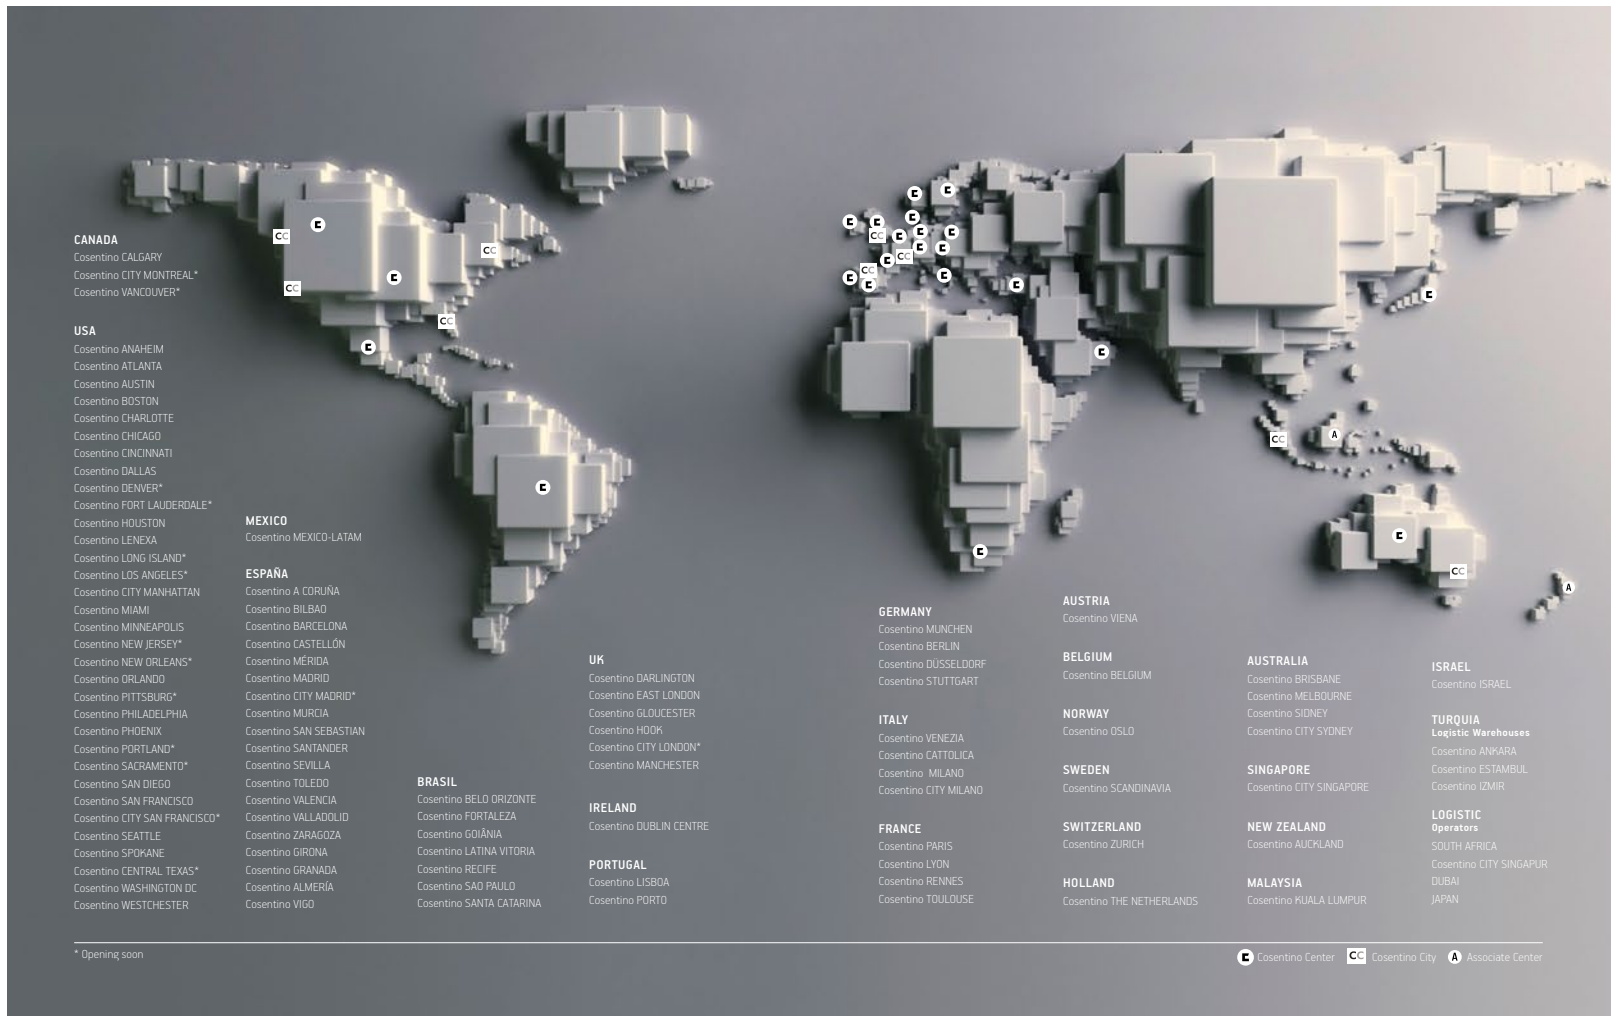 CANADA
Cosentino CALGARY
Cosentino CITY MONTREAL*
Cosentino VANCOUVER*
USA
Cosentino ANAHEIM
Cosentino ATLANTA
Cosentino AUSTIN
Cosentino BOSTON
Cosentino CHARLOTTE
Cosentino CHICAGO
Cosentino CINCINNATI
Cosentino DALLAS
Cosentino DENVER*
Cosentino FORT LAUDERDALE*
Cosentino HOUSTON
Cosentino LENEXA
Cosentino LONG ISLAND*
Cosentino LOS ANGELES*
Cosentino CITY MANHATTAN
Cosentino MIAMI
Cosentino MINNEAPOLIS
Cosentino NEW JERSEY*
Cosentino NEW ORLEANS*
Cosentino ORLANDO
Cosentino PITTSBURG*
Cosentino PHILADELPHIA
Cosentino PHOENIX
Cosentino PORTLAND*
Cosentino SACRAMENTO*
Cosentino SAN DIEGO
Cosentino SAN FRANCISCO
Cosentino CITY SAN FRANCISCO*
Cosentino SEATTLE
Cosentino SPOKANE
Cosentino CENTRAL TEXAS*
Cosentino WASHINGTON DC
Cosentino WESTCHESTER
MEXICO
Cosentino MEXICO-LATAM
ESPAÑA
Cosentino A CORUÑA
Cosentino BILBAO
Cosentino BARCELONA
Cosentino CASTELLÓN
Cosentino MÉRIDA
Cosentino MADRID
Cosentino CITY MADRID*
Cosentino MURCIA
Cosentino SAN SEBASTIAN
Cosentino SANTANDER
Cosentino SEVILLA
Cosentino TOLEDO
Cosentino VALENCIA
Cosentino VALLADOLID
Cosentino ZARAGOZA
Cosentino GIRONA
Cosentino GRANADA
Cosentino ALMERÍA
Cosentino VIGO
BRASIL
Cosentino BELO ORIZONTE
Cosentino FORTALEZA
Cosentino GOIÂNIA
Cosentino LATINA VITORIA
Cosentino RECIFE
Cosentino SAO PAULO
Cosentino SANTA CATARINA
UK
Cosentino DARLINGTON
Cosentino EAST LONDON
Cosentino GLOUCESTER
Cosentino HOOK
Cosentino CITY LONDON*
Cosentino MANCHESTER
IRELAND
Cosentino DUBLIN CENTRE
PORTUGAL
Cosentino LISBOA
Cosentino PORTO
GERMANY
Cosentino MUNCHEN
Cosentino BERLIN
Cosentino DÜSSELDORF
Cosentino STUTTGART
ITALY
Cosentino VENEZIA
Cosentino CATTOLICA
Cosentino MILANO
Cosentino CITY MILANO
FRANCE
Cosentino PARIS
Cosentino LYON
Cosentino RENNES
Cosentino TOULOUSE
AUSTRIA
Cosentino VIENA
BELGIUM
Cosentino BELGIUM
NORWAY
Cosentino OSLO
SWEDEN
Cosentino SCANDINAVIA
SWITZERLAND
Cosentino ZURICH
HOLLAND
Cosentino THE NETHERLANDS
AUSTRALIA
Cosentino BRISBANE
Cosentino MELBOURNE
Cosentino SIDNEY
Cosentino CITY SYDNEY
SINGAPORE
Cosentino CITY SINGAPORE
NEW ZEALAND
Cosentino AUCKLAND
MALAYSIA
Cosentino KUALA LUMPUR
ISRAEL
Cosentino ISRAEL
TURQUIA
Logistic Warehouses
Cosentino ANKARA
Cosentino ESTAMBUL
Cosentino IZMIR
LOGISTIC
Operators
SOUTH AFRICA
Cosentino CITY SINGAPUR
DUBAI
JAPAN
* Opening soon
C Cosentino Center CC Cosentino City A Associate Center